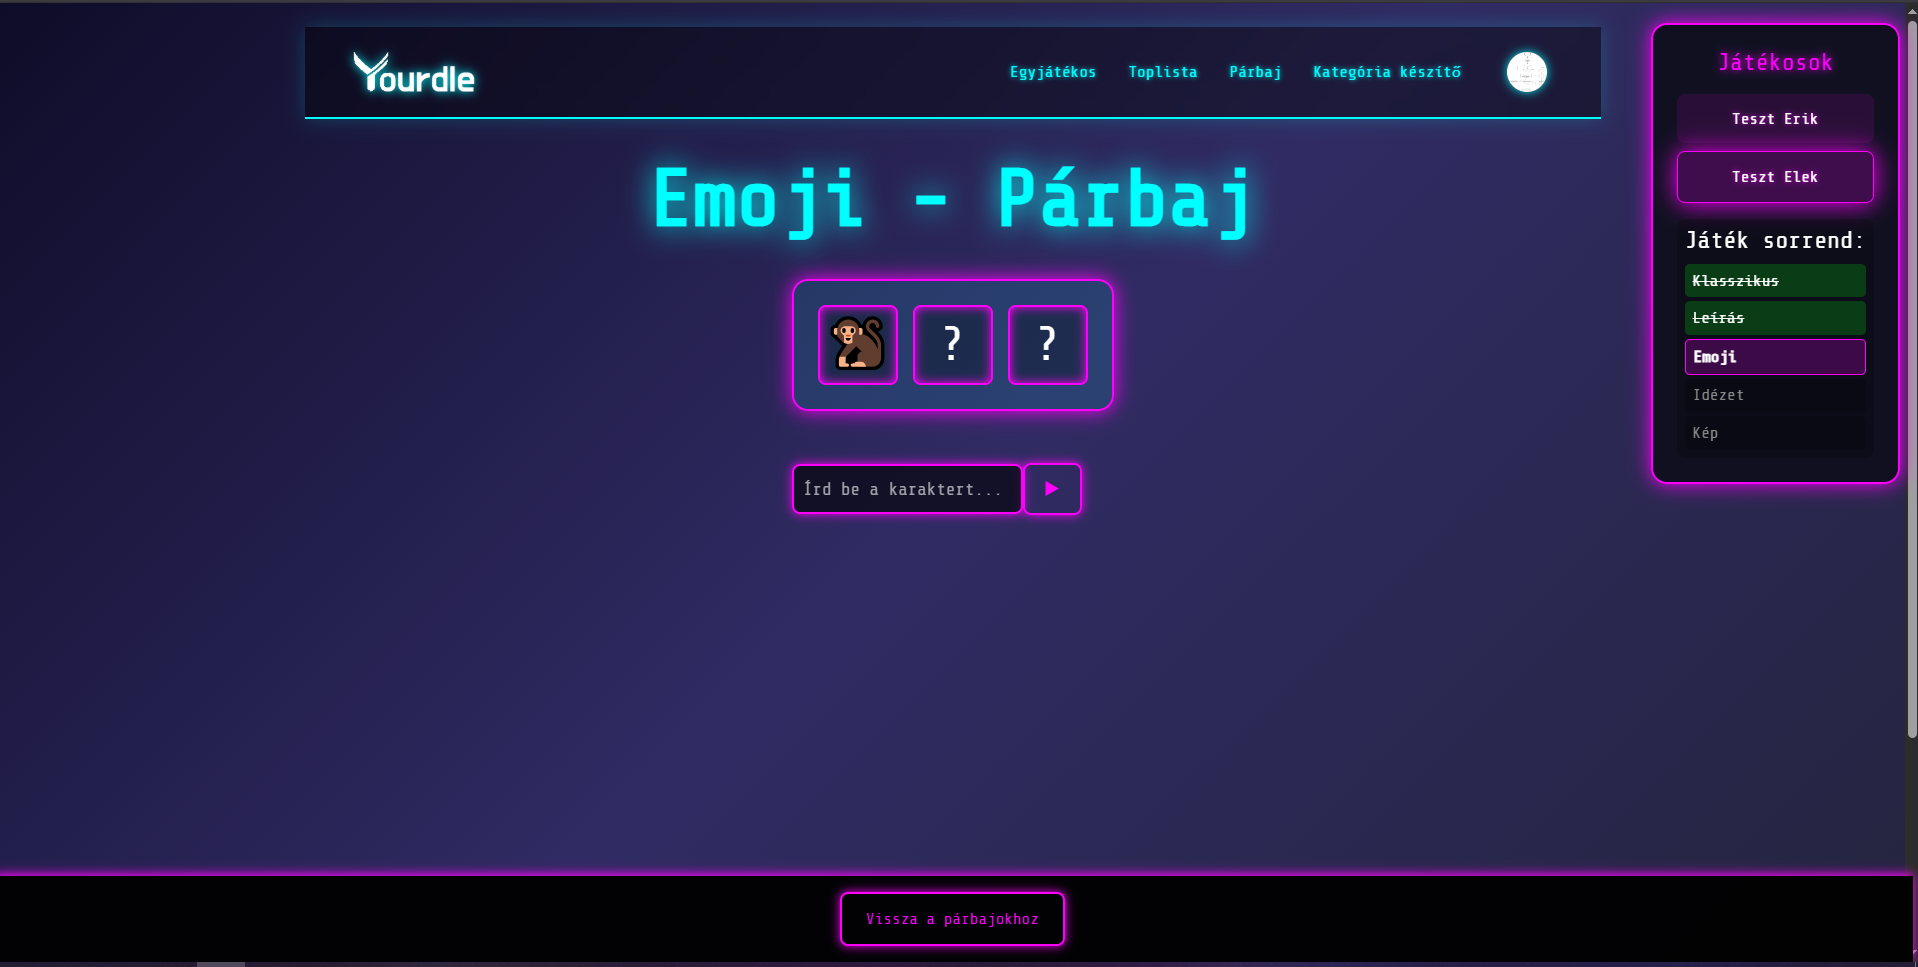 Yourdle
Egyjátékos
Toplista
Párbaj
Kategória készítő
Emoji - Párbaj
? ?
Írd be a karaktert...
Vissza a párbajokhoz
Játékosok
Teszt Erik
Teszt Elek
Játék sorrend:
Klasszikus
Leírás
Emoji
Idézet
Kép